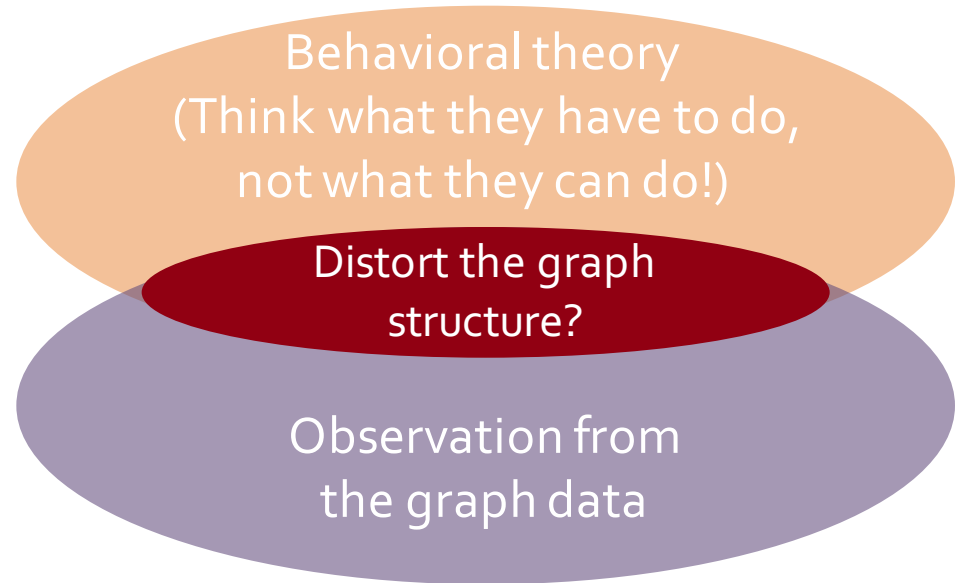 Behavioral theory
(Think what they have to do,
not what they can do!)
Distort the graph
structure?
Observation from
the graph data